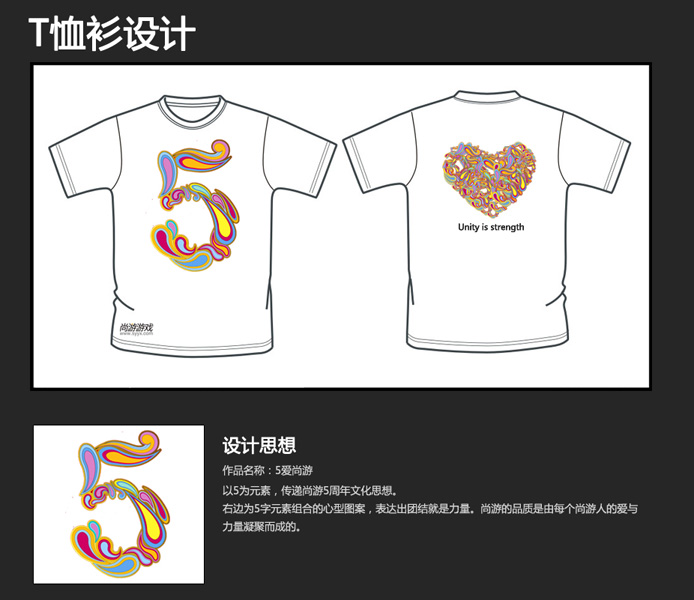 T恤衫设计
5
Unity is strength
尚游游戏
5
设计思想
作品名称：5爱尚游
以5为元素，传递尚游5周年文化思想。
右边为5字元素组合的心型图案，表达出团结就是力量。尚游的品质是由每个尚游人的爱与
力量凝聚而成的。